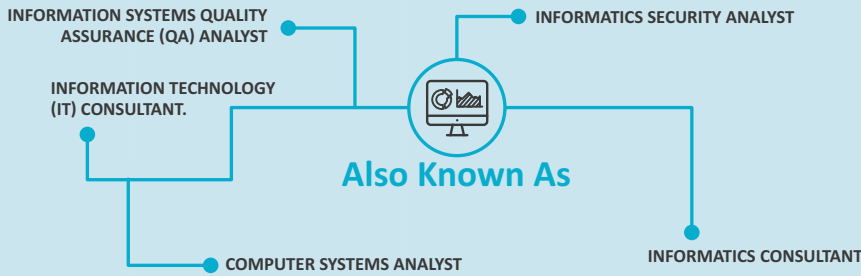 INFORMATION SYSTEMS QUALITY
ASSURANCE (QA) ANALYST
INFORMATICS SECURITY ANALYST
INFORMATION TECHNOLOGY
(IT) CONSULTANT.
Also Known As
COMPUTER SYSTEMS ANALYST
INFORMATICS CONSULTANT